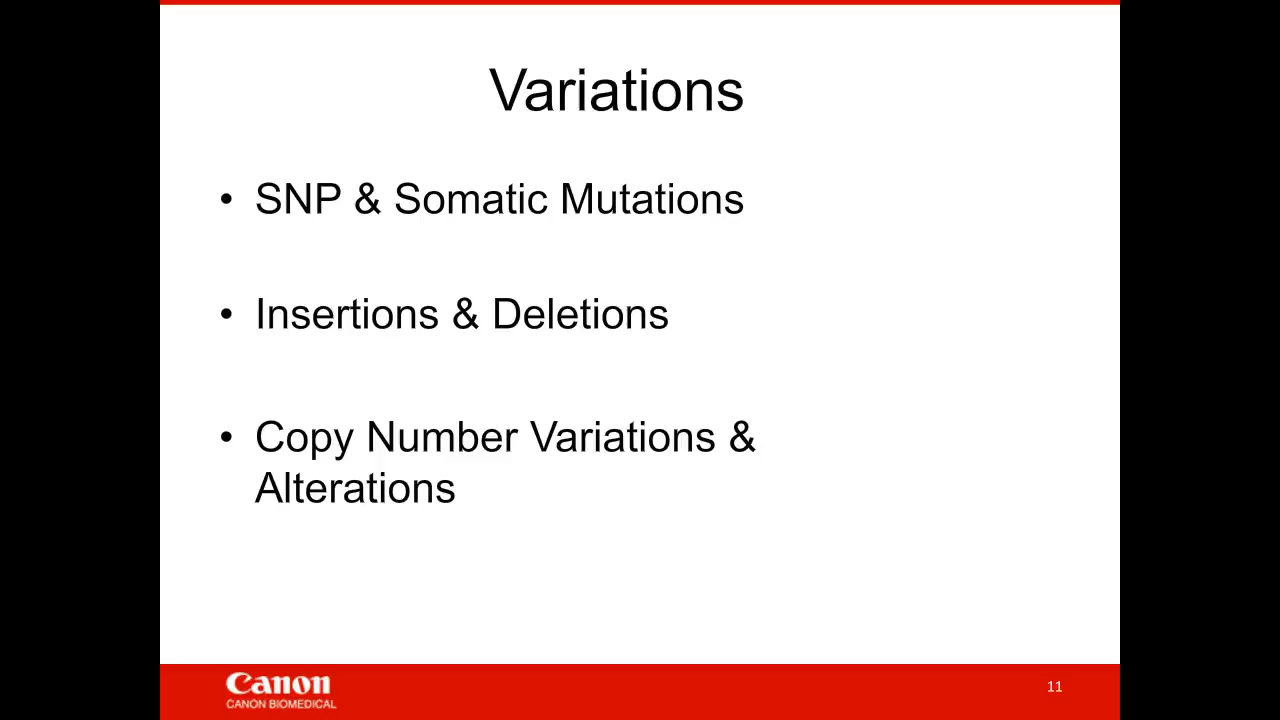 Variations
• SNP & Somatic Mutations
• Insertions & Deletions
• Copy Number Variations &
Alterations
Canon
CANON BIOMEDICAL
11